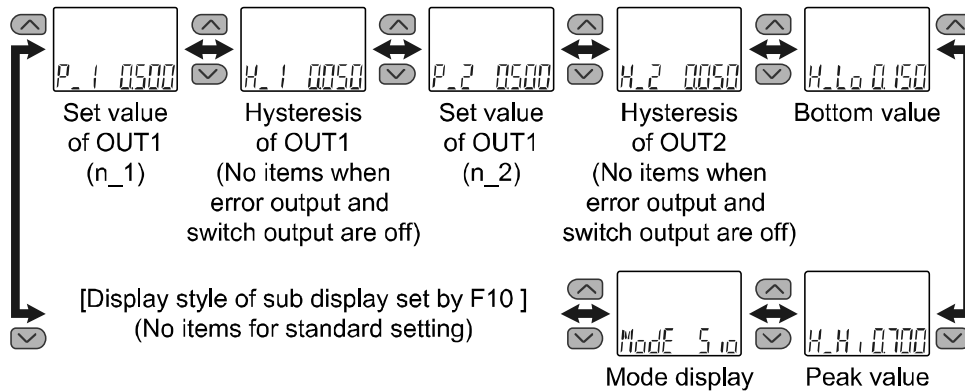 P_1 0.500
H_1 0.050
P_2 0.500
H_2 0.050
H_Lo 0.150
Set value
of OUT1
(n_1)
Hysteresis
of OUT1
(No items when
error output and
switch output are off)
Set value
of OUT1
(n_2)
Hysteresis
of OUT2
(No items when
error output and
switch output are off)
Bottom value
[Display style of sub display set by F10 ]
(No items for standard setting)
ModE Sio
H_Hi 0.700
Mode display
Peak value